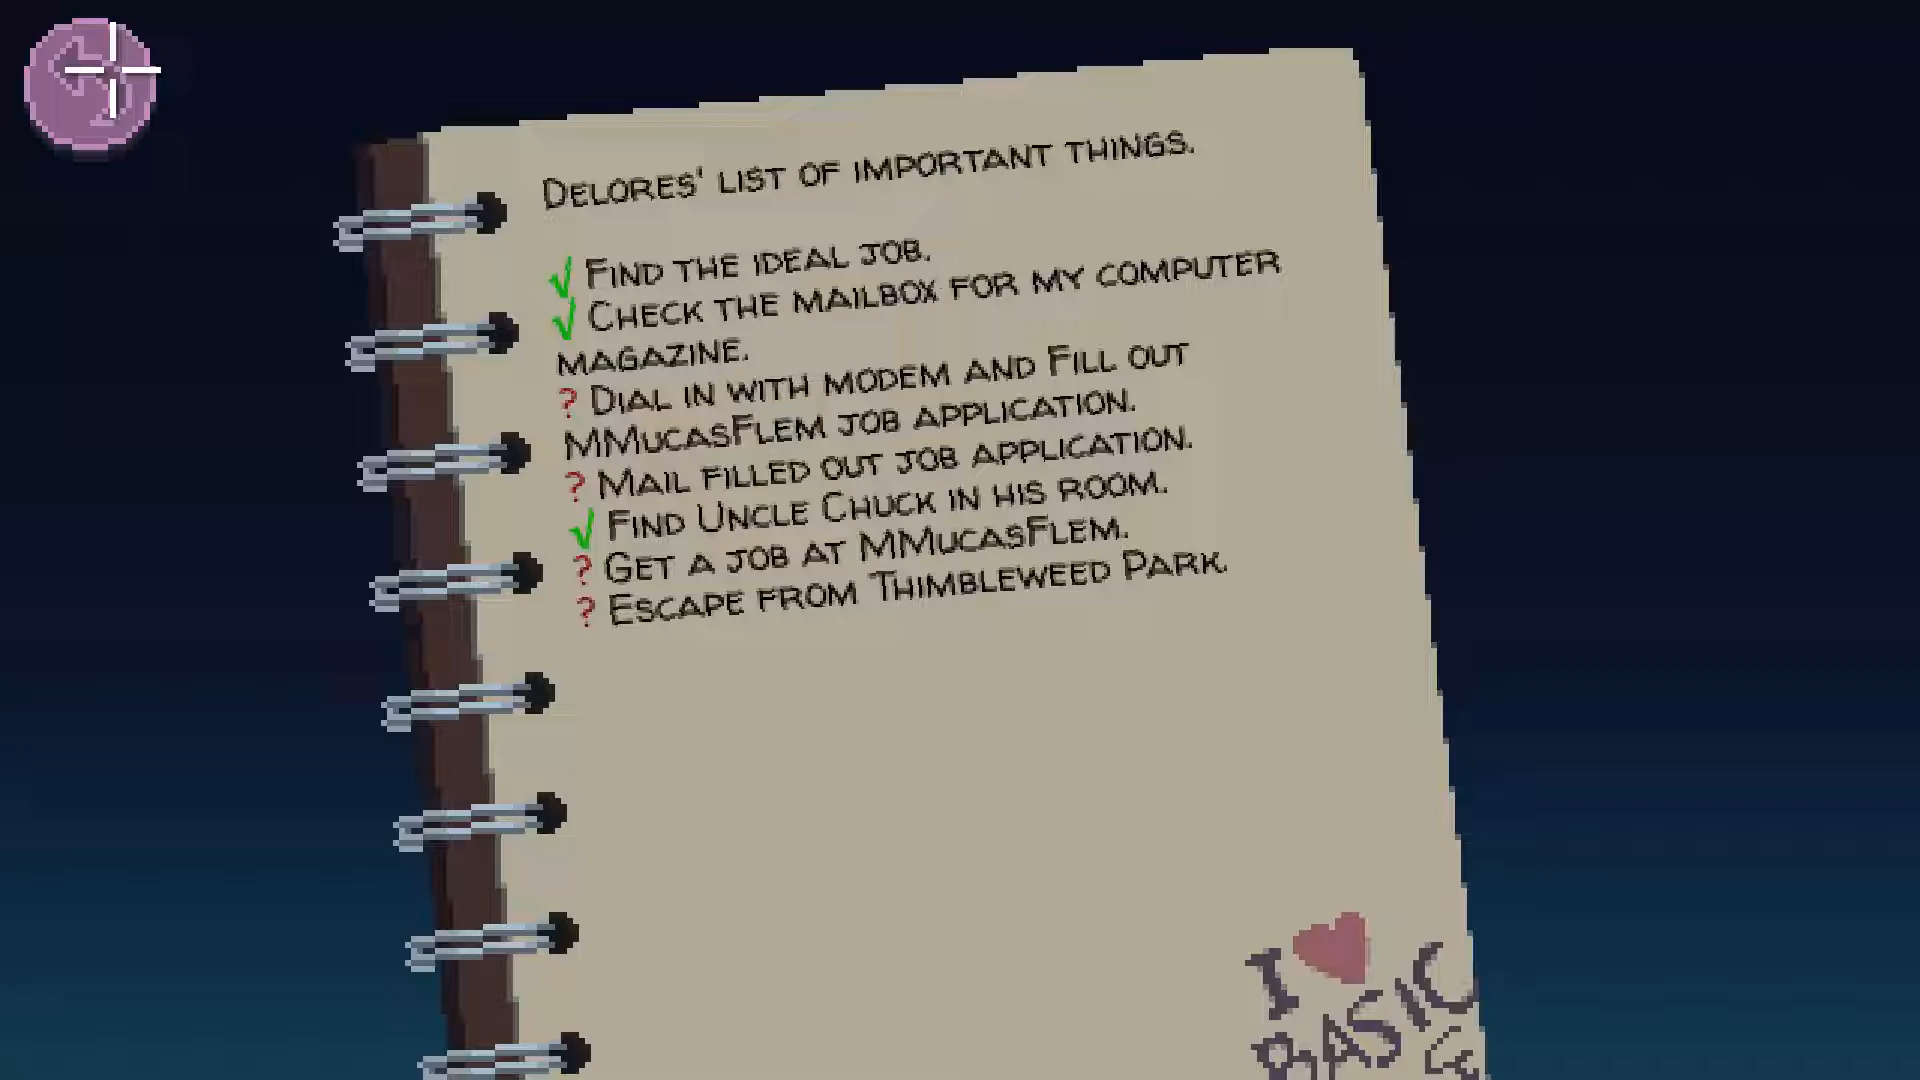 Delores' list of important things.
√ Find the ideal job.
√ Check the mailbox for my computer
magazine.
? Dial in with modem and Fill out
MMucasFlem job application.
? Mail filled out job application.
√ Find Uncle Chuck in his room.
? Get a job at MMucasFlem.
? Escape from Thimbleweed Park.
I ♥
BASIC